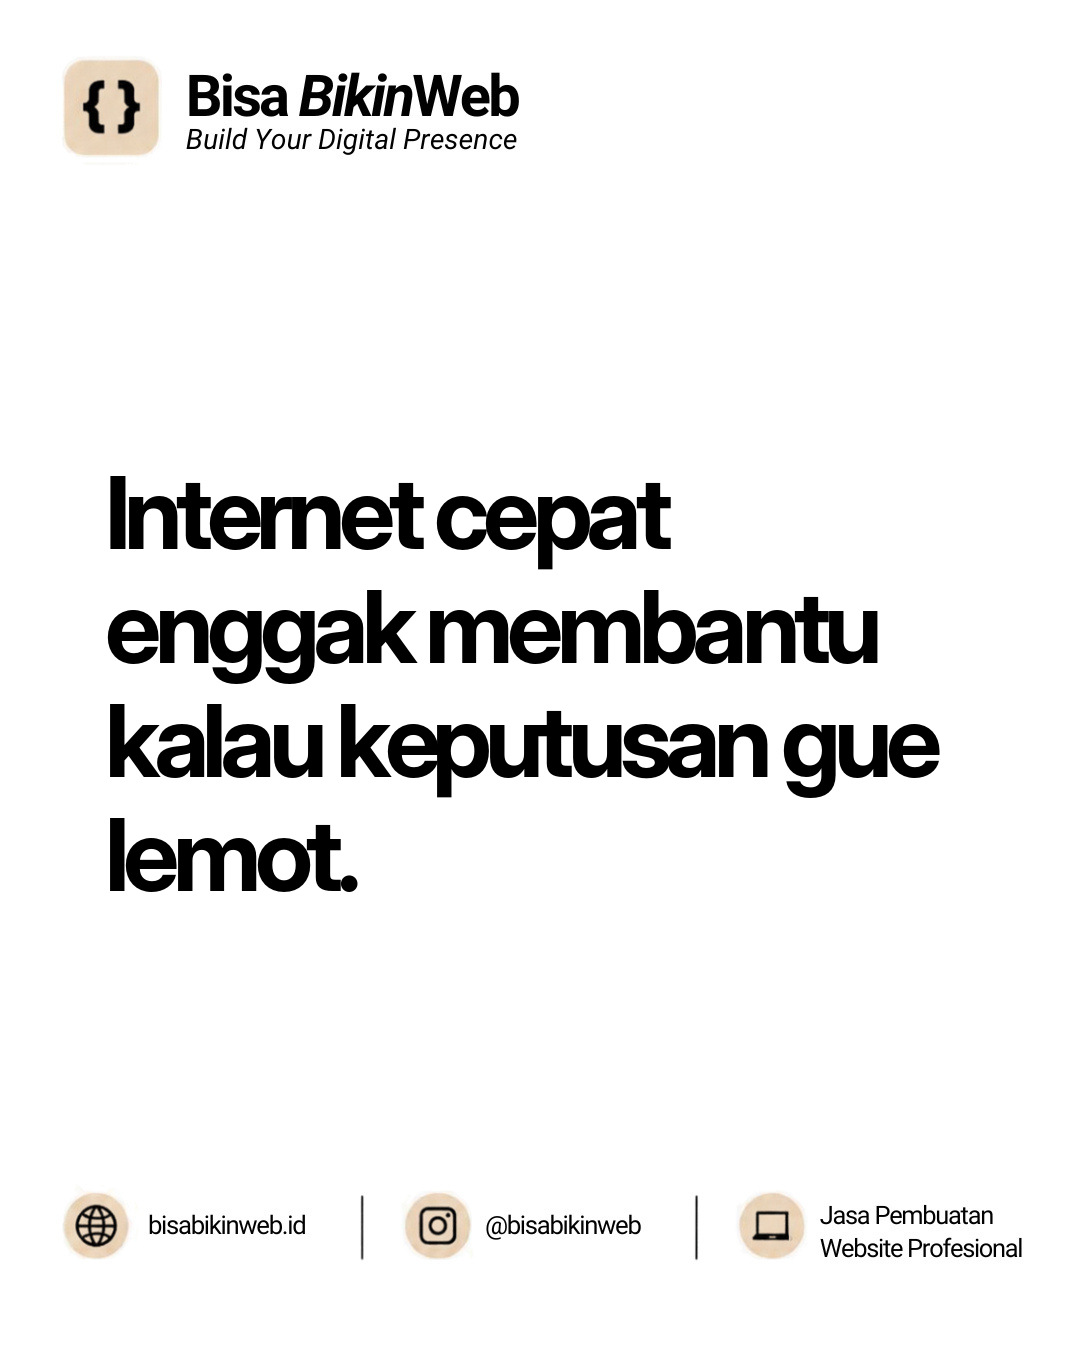 { }
Bisa BikinWeb
Build Your Digital Presence
Internet cepat
enggak membantu
kalau keputusan gue
lemot.
bisabikinweb.id
@bisabikinweb
Jasa Pembuatan
Website Profesional